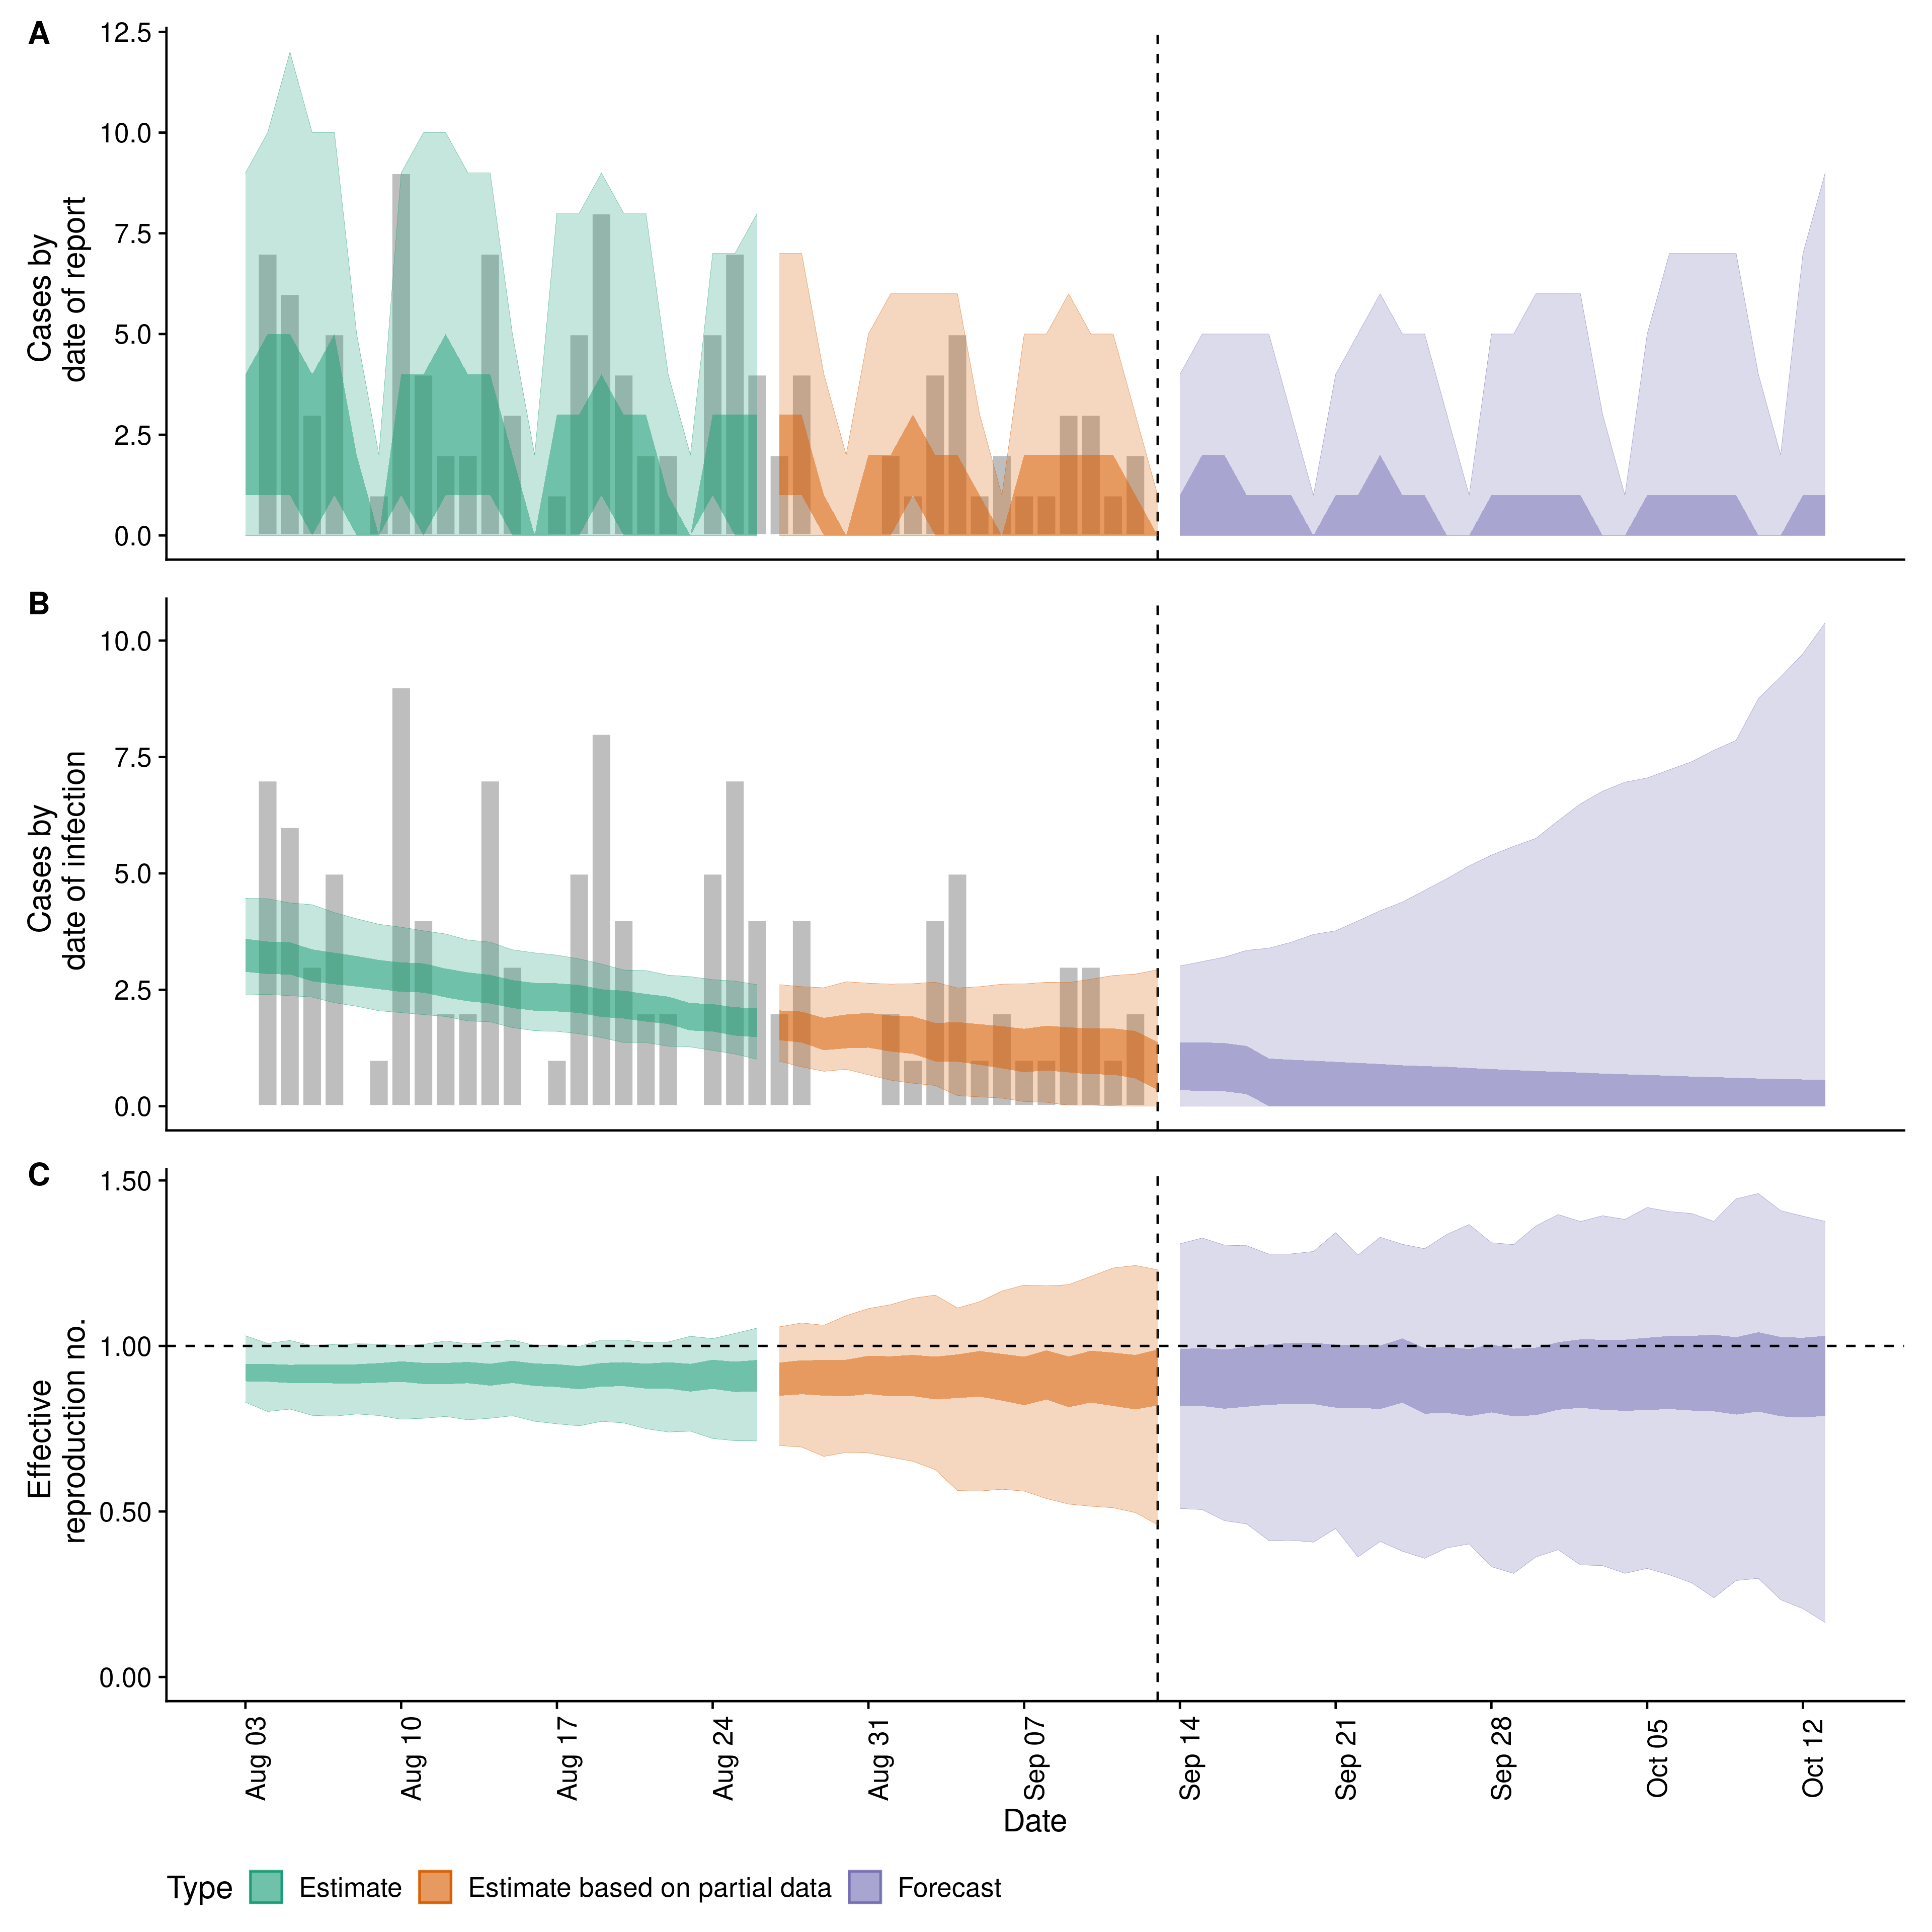 A
Cases by
date of report
12.5
10.0
7.5
5.0
2.5
0.0
B
Cases by
date of infection
10.0
7.5
5.0
2.5
0.0
C
Effective
reproduction no.
1.50
1.00
0.50
0.00
Aug 03
Aug 10
Aug 17
Aug 24
Aug 31
Sep 07
Sep 14
Sep 21
Sep 28
Oct 05
Oct 12
Date
Type Estimate Estimate based on partial data Forecast